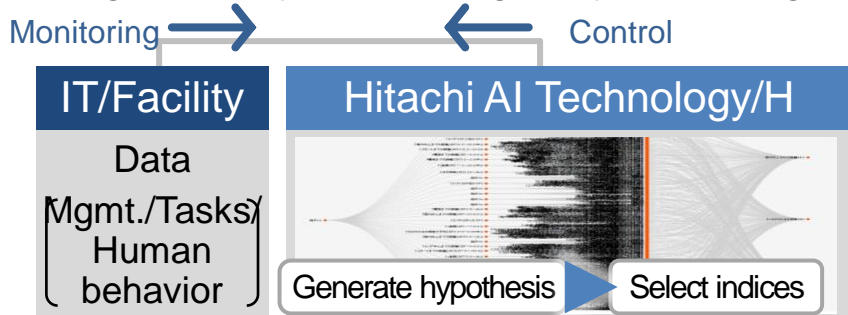 Monitoring
Control
IT/Facility
Hitachi AI Technology/H
Data
Mgmt./Tasks/
Human
behavior
Generate hypothesis
Select indices